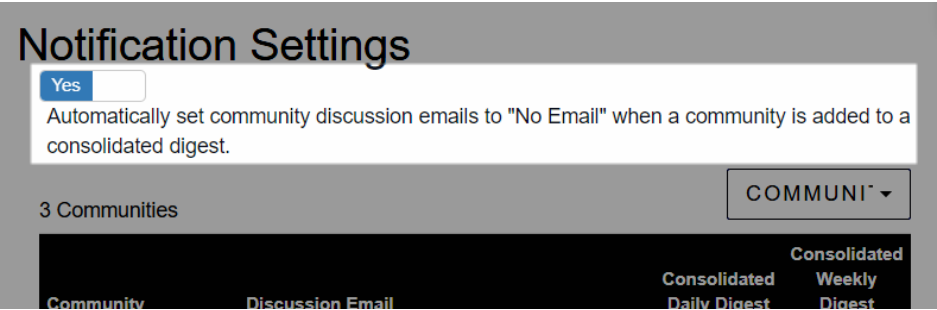 Notification Settings
Yes
Automatically set community discussion emails to "No Email" when a community is added to a
consolidated digest.
COMMUNI
3 Communities
Consolidated
Consolidated Weekly
Community Discussion Email Daily Digest Digest